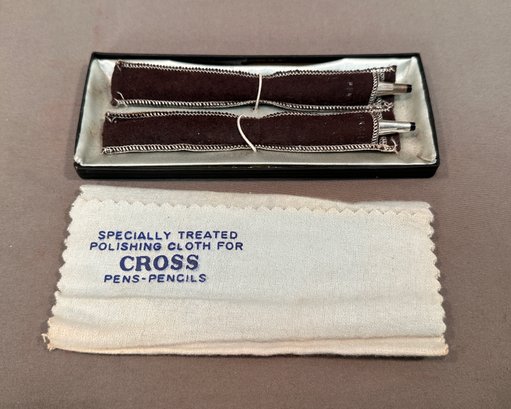 SPECIALLY TREATED
POLISHING CLOTH FOR
CROSS
PENS-PENCILS